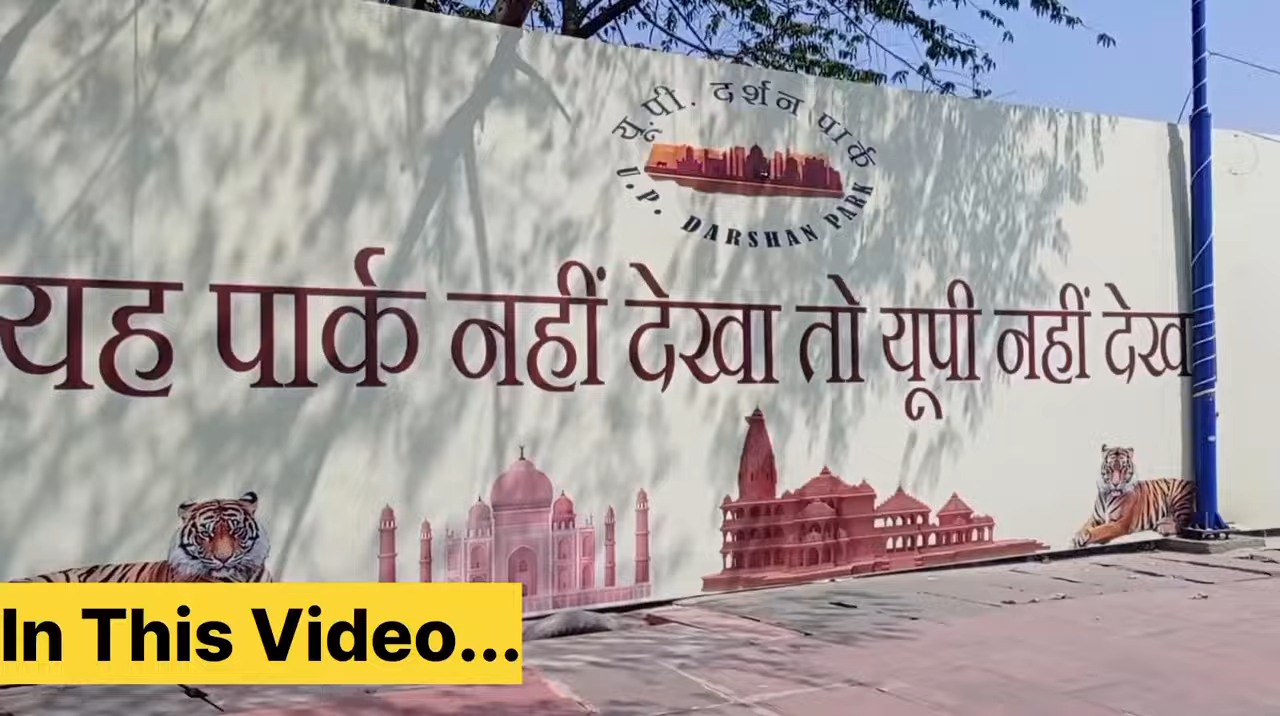 यू.पी. दर्शन पार्क
U.P. DARSHAN PARK
यह पार्क नहीं देखा तो यूपी नहीं देख
In This Video...